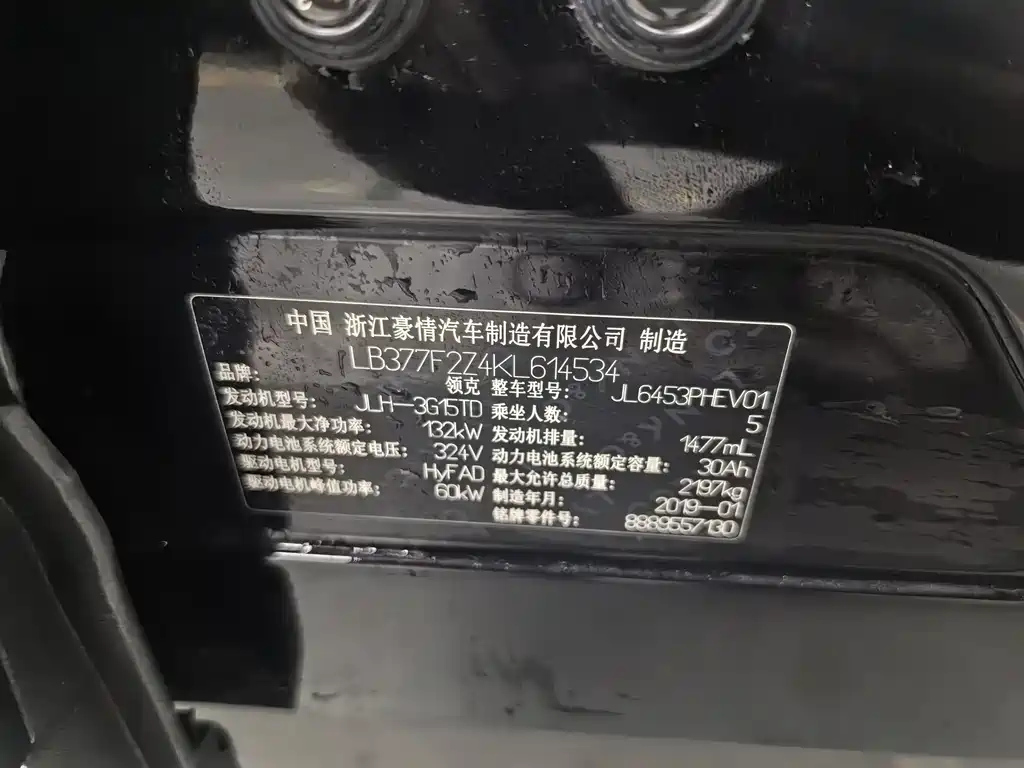 中国 浙江豪情汽车制造有限公司 制造
LB377F2Z4KL614534
品牌: 领克 整车型号: JL6453PHEV01
发动机型号: JLH-3G15TD 乘坐人数: 5
发动机最大净功率: 132kW 发动机排量: 1477mL
动力电池系统额定电压: 324V 动力电池系统额定容量: 30Ah
驱动电机型号: HyFAD 最大允许总质量: 2197kg
驱动电机峰值功率: 60kW 制造年月: 2019-01
铭牌零件号: 8889557130